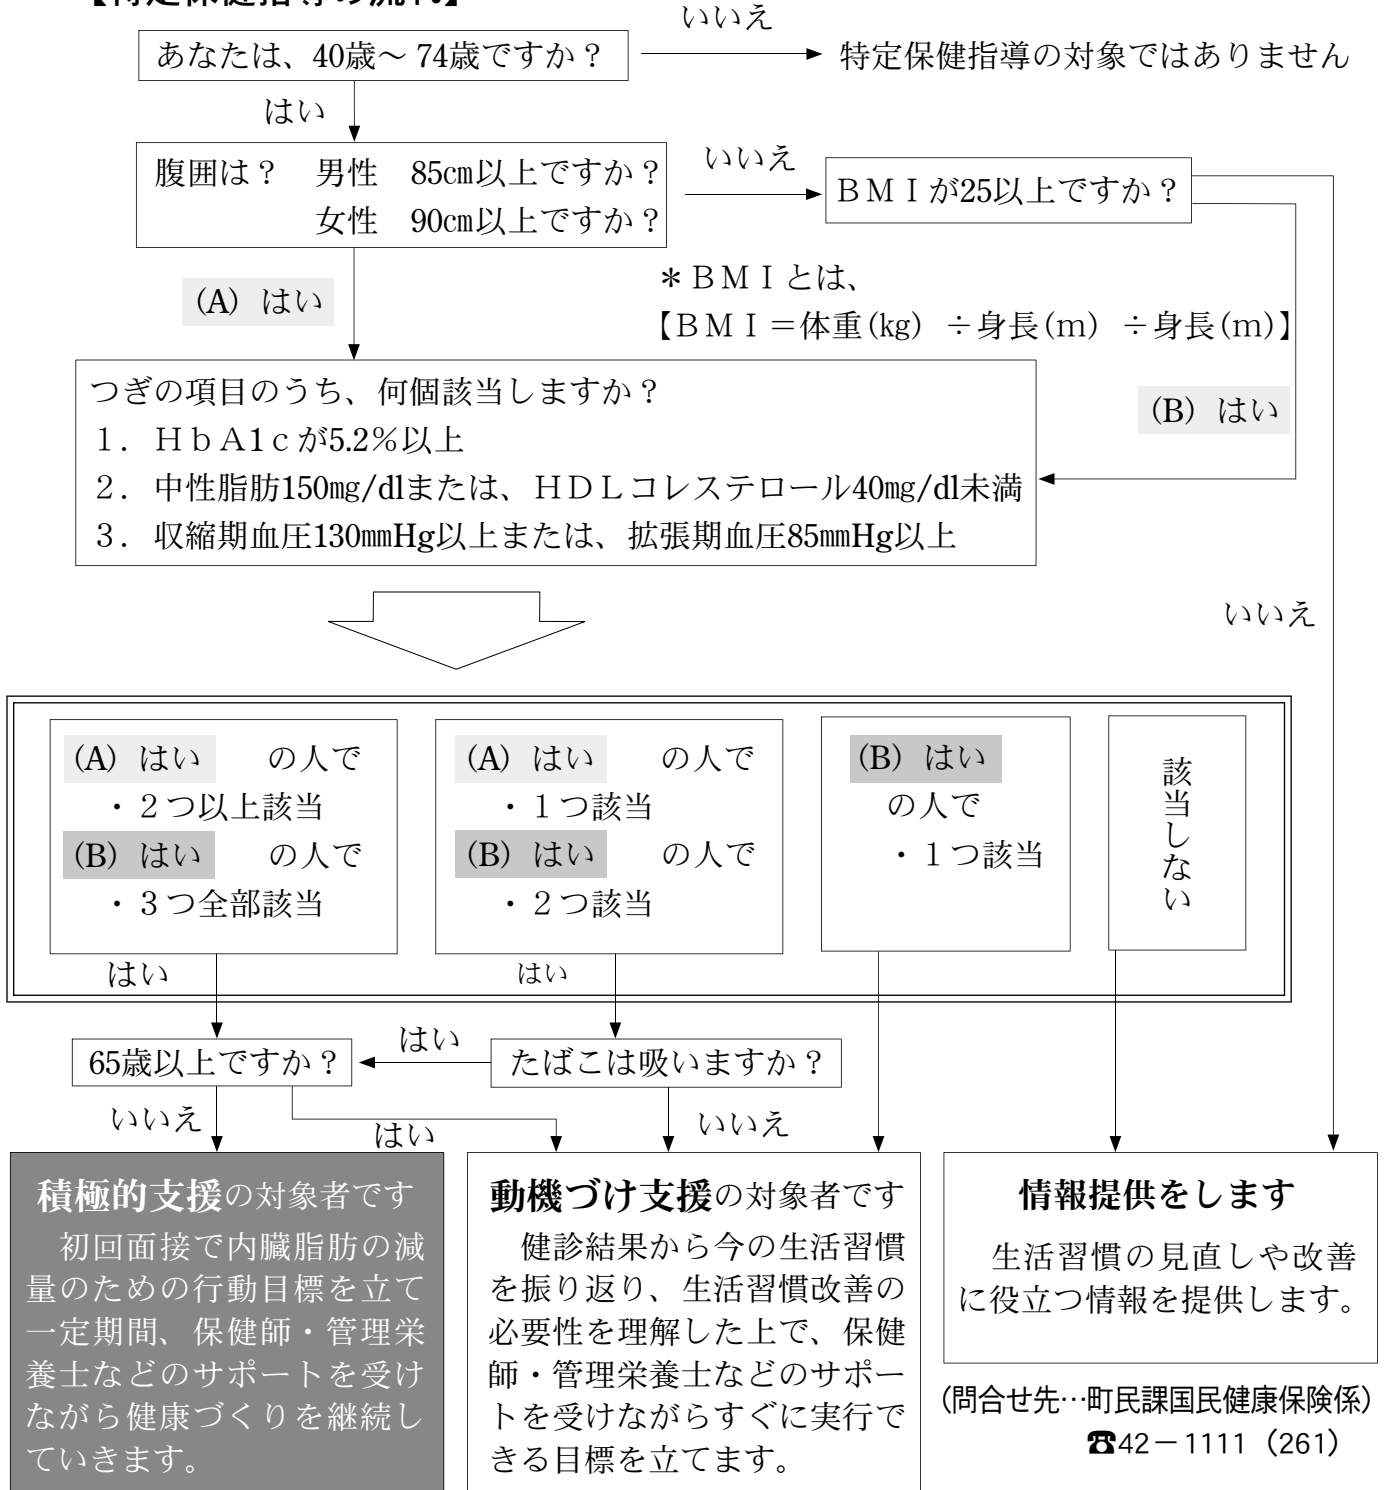 【特定保健指導の流れ】
あなたは、40歳～74歳ですか？
いいえ
特定保健指導の対象ではありません
はい
腹囲は？　男性　85㎝以上ですか？
女性　90㎝以上ですか？
いいえ
ＢＭＩが25以上ですか？
(A) はい
＊ＢＭＩとは、
【ＢＭＩ＝体重(㎏) ÷身長(ｍ) ÷身長(ｍ)】
(B) はい
つぎの項目のうち、何個該当しますか？
１．ＨｂＡ1ｃが5.2％以上
２．中性脂肪150㎎/dlまたは、ＨＤＬコレステロール40㎎/dl未満
３．収縮期血圧130㎜Hg以上または、拡張期血圧85㎜Hg以上
いいえ
(A) はい　の人で
・２つ以上該当
(B) はい　の人で
・３つ全部該当
はい
(A) はい　の人で
・１つ該当
(B) はい　の人で
・２つ該当
はい
(B) はい
の人で
・１つ該当
該当しない
65歳以上ですか？
はい
たばこは吸いますか？
いいえ
はい
いいえ
積極的支援の対象者です
初回面接で内臓脂肪の減
量のための行動目標を立て
一定期間、保健師・管理栄
養士などのサポートを受け
ながら健康づくりを継続し
ていきます。
動機づけ支援の対象者です
健診結果から今の生活習慣
を振り返り、生活習慣改善の
必要性を理解した上で、保健
師・管理栄養士などのサポー
トを受けながらすぐに実行で
きる目標を立てます。
情報提供をします
生活習慣の見直しや改善
に役立つ情報を提供します。
(問合せ先…町民課国民健康保険係)
☎42－1111（261）